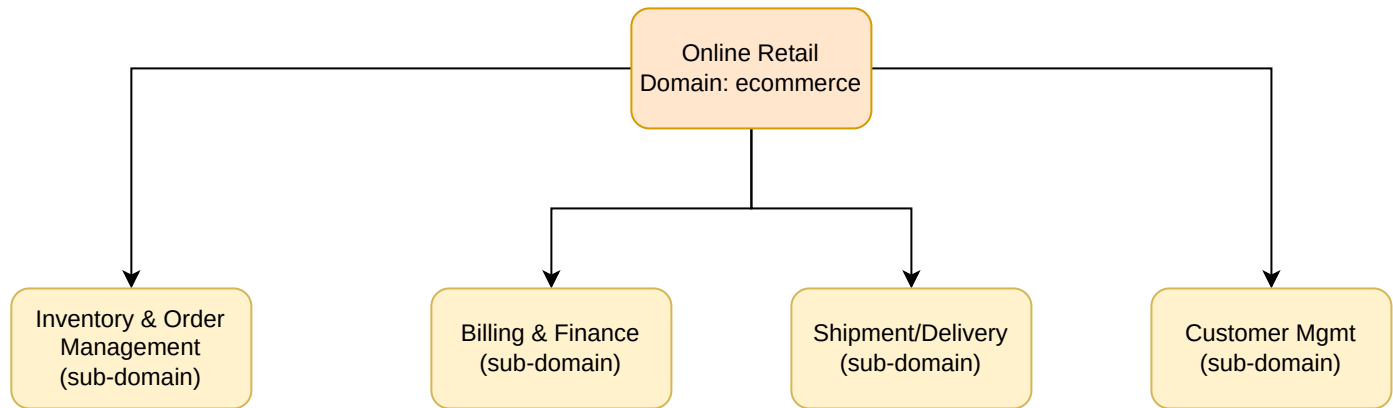 Online Retail
Domain: ecommerce
Inventory & Order
Management
(sub-domain)
Billing & Finance
(sub-domain)
Shipment/Delivery
(sub-domain)
Customer Mgmt
(sub-domain)